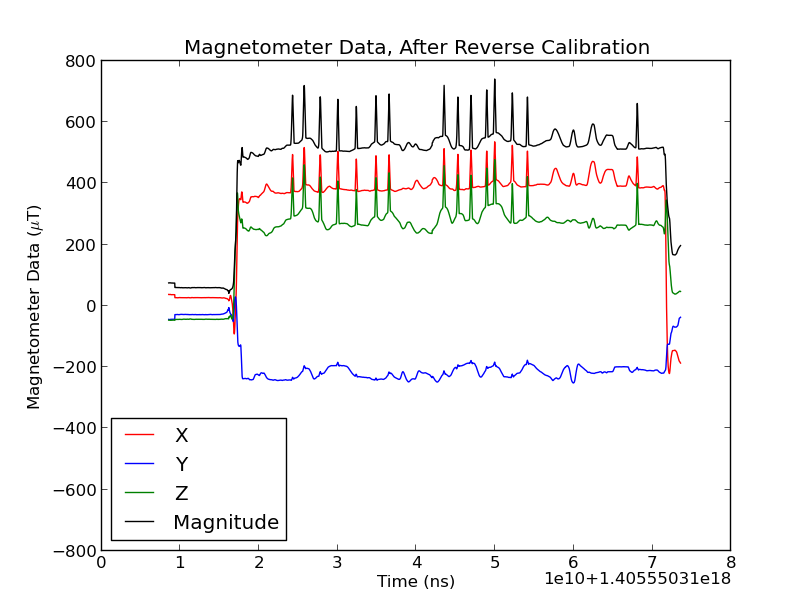 Magnetometer Data, After Reverse Calibration
800
600
400
200
0
−200
−400
−600
−800
Magnetometer Data (μT)
X
Y
Z
Magnitude
0 1 2 3 4 5 6 7 8
Time (ns)
1e10+1.40555031e18